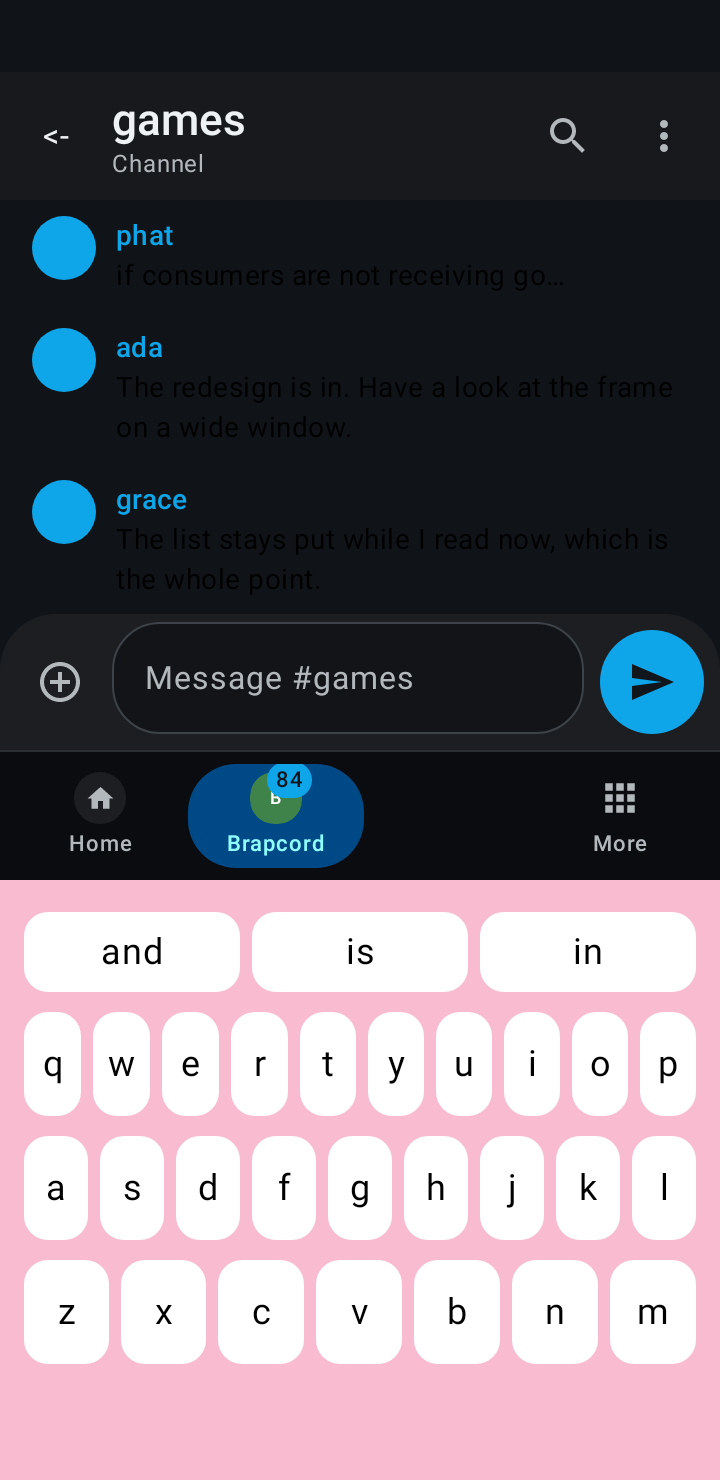 <-
games
Channel
phat
if consumers are not receiving go…
ada
The redesign is in. Have a look at the frame
on a wide window.
grace
The list stays put while I read now, which is
the whole point.
Message #games
84
B
Home
Brapcord
More
and is in
q w e r t y u i o p
a s d f g h j k l
z x c v b n m